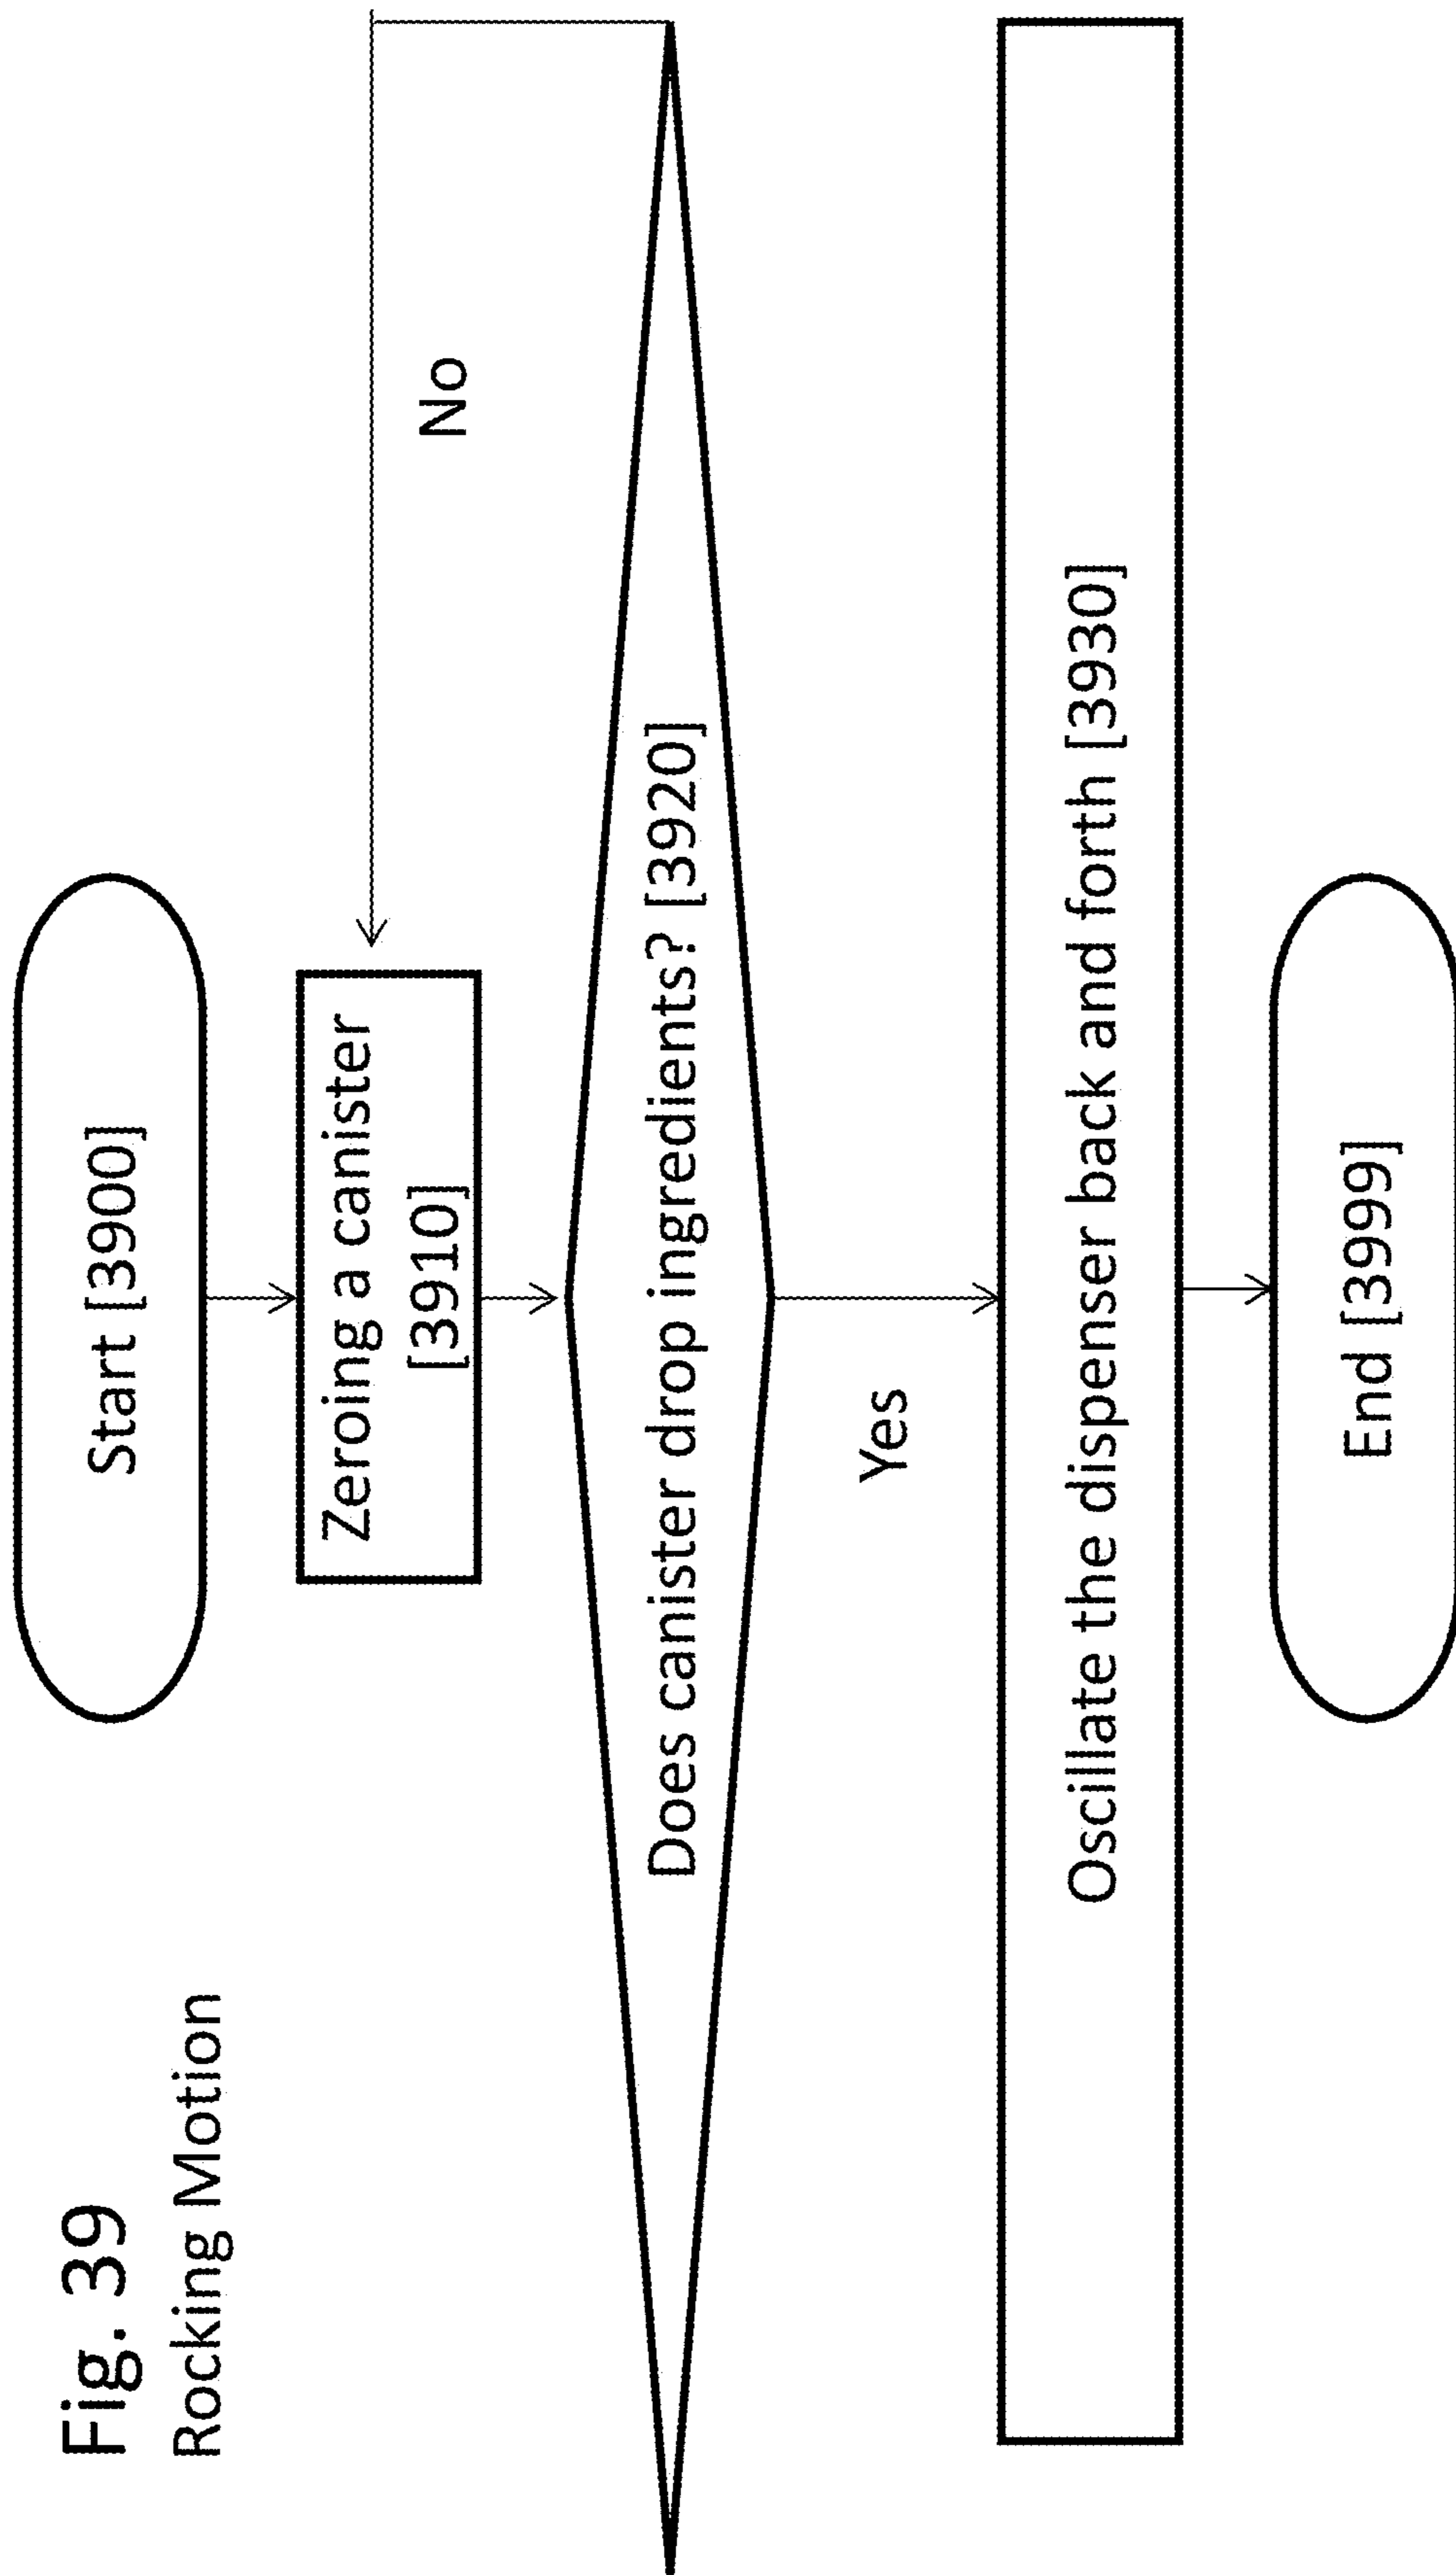 Fig. 39
Rocking Motion
Start [3900]
Zeroing a canister
[3910]
No
Does canister drop ingredients? [3920]
Yes
Oscillate the dispenser back and forth [3930]
End [3999]